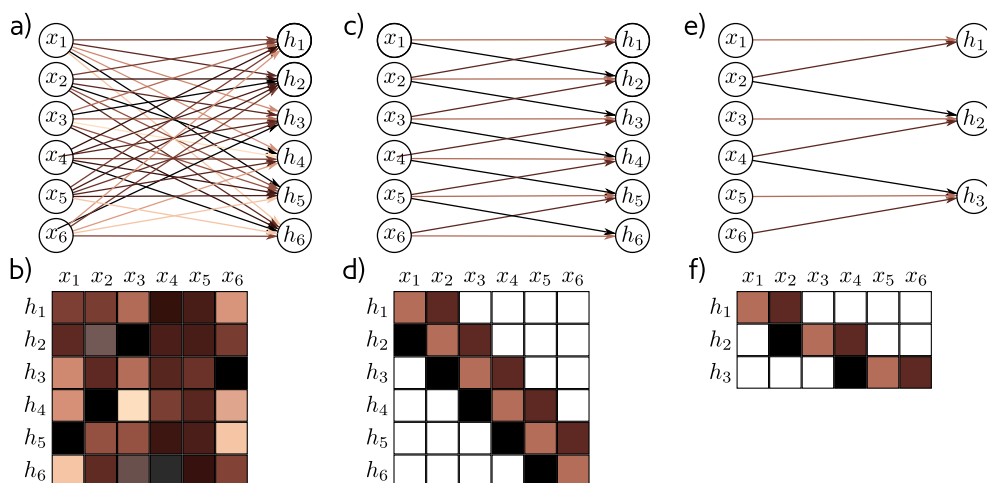 a) c) e)
x₁ h₁ x₁ h₁ x₁ h₁
x₂ h₂ x₂ h₂ x₂
x₃ h₃ x₃ h₃ x₃ h₂
x₄ h₄ x₄ h₄ x₄
x₅ h₅ x₅ h₅ x₅ h₃
x₆ h₆ x₆ h₆ x₆
b) d) f)
x₁ x₂ x₃ x₄ x₅ x₆ x₁ x₂ x₃ x₄ x₅ x₆ x₁ x₂ x₃ x₄ x₅ x₆
h₁ h₁ h₁
h₂ h₂ h₂
h₃ h₃ h₃
h₄ h₄
h₅ h₅
h₆ h₆